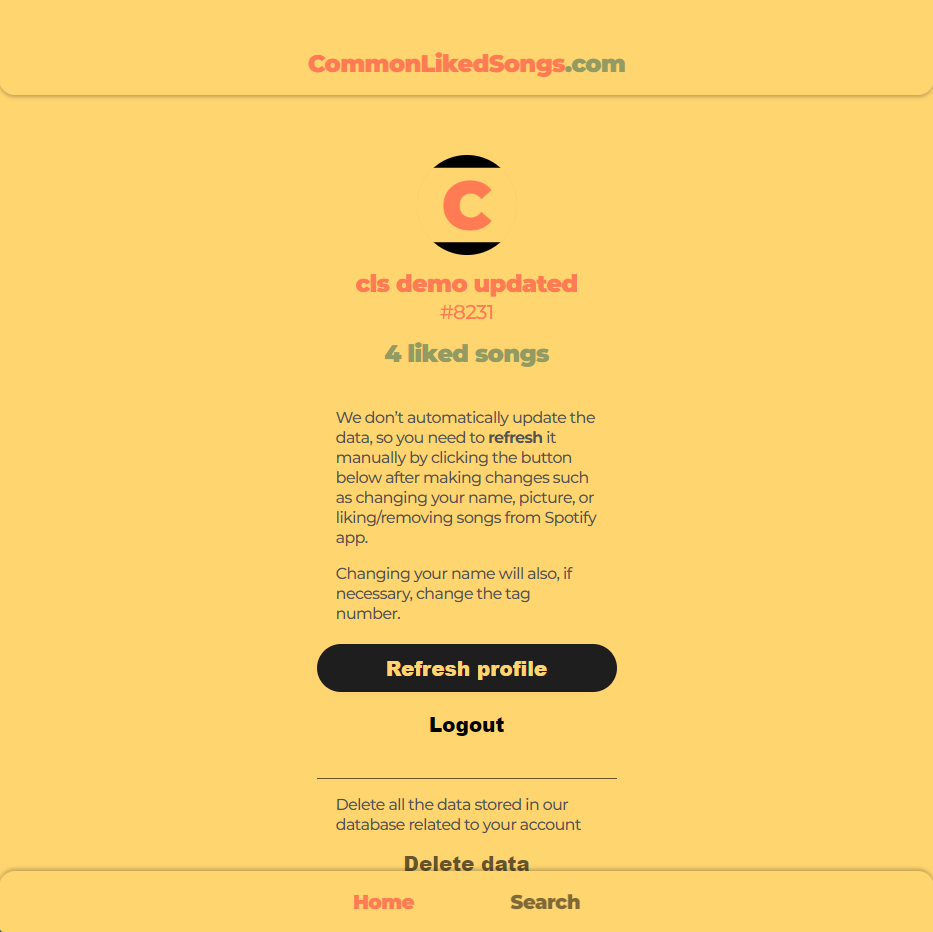 CommonLikedSongs.com
C
cls demo updated
#8231
4 liked songs
We don’t automatically update the
data, so you need to refresh it
manually by clicking the button
below after making changes such
as changing your name, picture, or
liking/removing songs from Spotify
app.
Changing your name will also, if
necessary, change the tag
number.
Refresh profile
Logout
Delete all the data stored in our
database related to your account
Delete data
Home Search